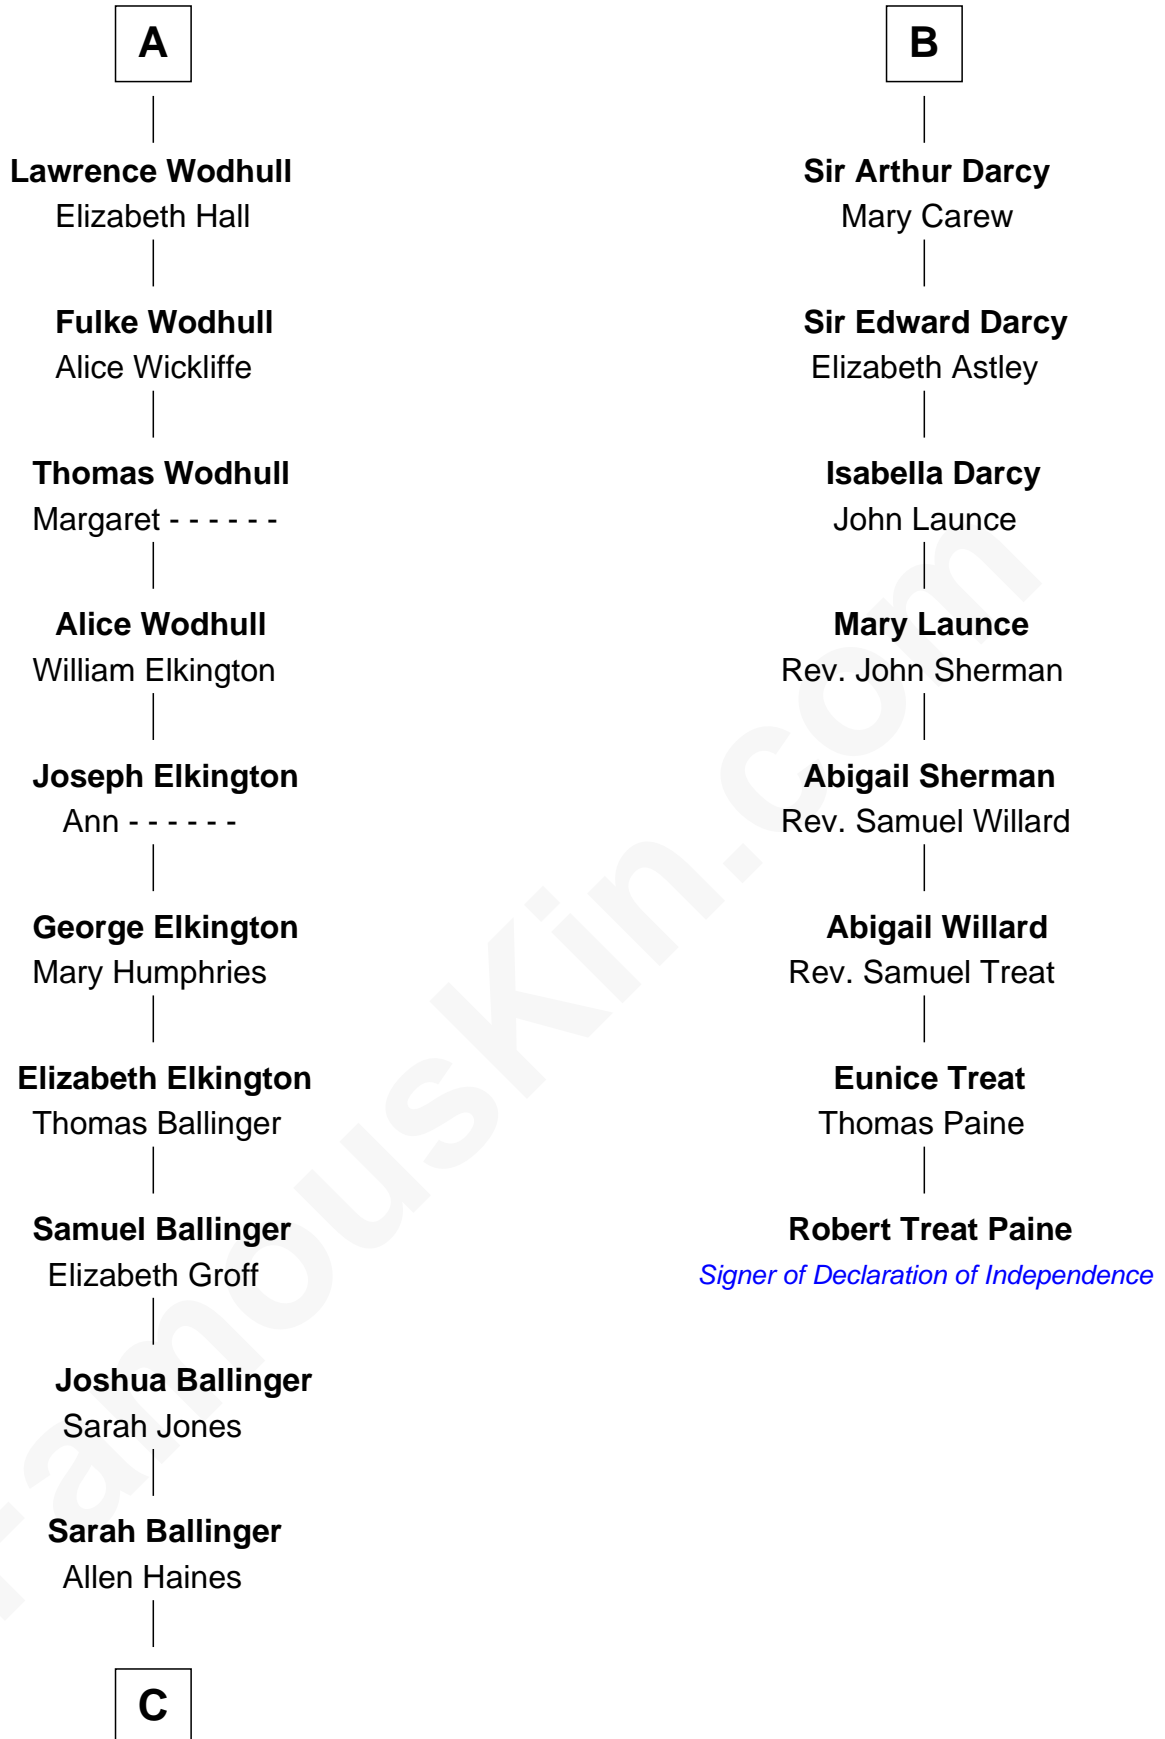 A
Lawrence Wodhull
Elizabeth Hall
Fulke Wodhull
Alice Wickliffe
Thomas Wodhull
Margaret - - - - - -
Alice Wodhull
William Elkington
Joseph Elkington
Ann - - - - - -
George Elkington
Mary Humphries
Elizabeth Elkington
Thomas Ballinger
Samuel Ballinger
Elizabeth Groff
Joshua Ballinger
Sarah Jones
Sarah Ballinger
Allen Haines
C
B
Sir Arthur Darcy
Mary Carew
Sir Edward Darcy
Elizabeth Astley
Isabella Darcy
John Launce
Mary Launce
Rev. John Sherman
Abigail Sherman
Rev. Samuel Willard
Abigail Willard
Rev. Samuel Treat
Eunice Treat
Thomas Paine
Robert Treat Paine
Signer of Declaration of Independence
FamousKin.com